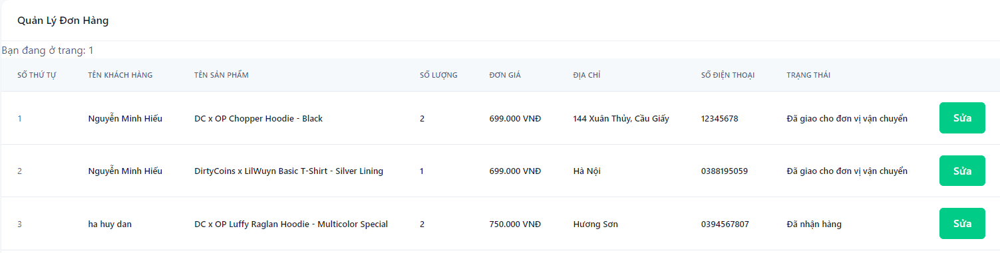 Quản Lý Đơn Hàng
Bạn đang ở trang: 1
SỐ THỨ TỰ TÊN KHÁCH HÀNG TÊN SẢN PHẨM SỐ LƯỢNG ĐƠN GIÁ ĐỊA CHỈ SỐ ĐIỆN THOẠI TRẠNG THÁI
1 Nguyễn Minh Hiếu DC x OP Chopper Hoodie - Black 2 699.000 VNĐ 144 Xuân Thủy, Cầu Giấy 12345678 Đã giao cho đơn vị vận chuyển Sửa
2 Nguyễn Minh Hiếu DirtyCoins x LilWuyn Basic T-Shirt - Silver Lining 1 699.000 VNĐ Hà Nội 0388195059 Đã giao cho đơn vị vận chuyển Sửa
3 ha huy dan DC x OP Luffy Raglan Hoodie - Multicolor Special 2 750.000 VNĐ Hương Sơn 0394567807 Đã nhận hàng Sửa